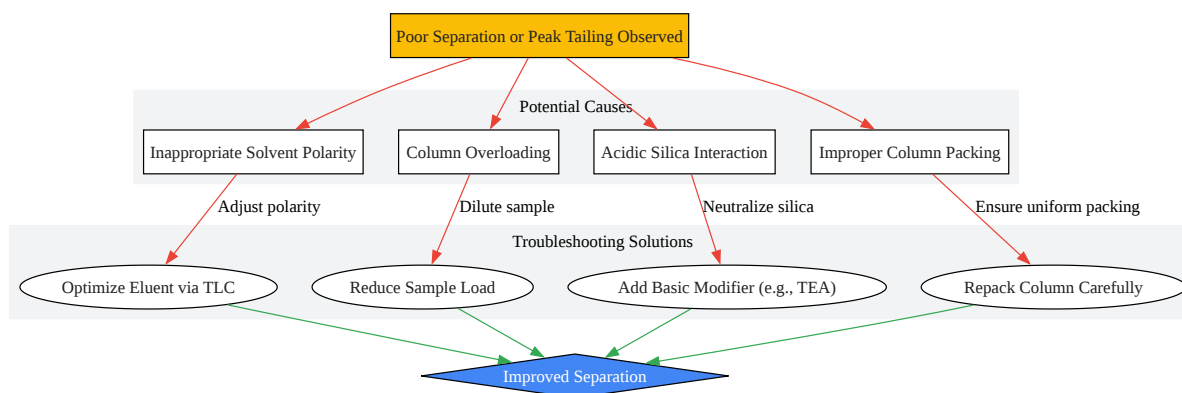 Poor Separation or Peak Tailing Observed
Potential Causes
Inappropriate Solvent Polarity
Column Overloading
Acidic Silica Interaction
Improper Column Packing
Adjust polarity
Dilute sample
Neutralize silica
Ensure uniform packing
Troubleshooting Solutions
Optimize Eluent via TLC
Reduce Sample Load
Add Basic Modifier (e.g., TEA)
Repack Column Carefully
Improved Separation